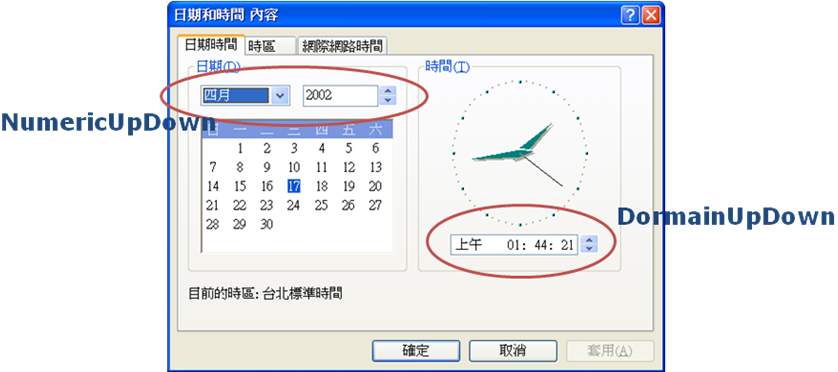 日期和時間 內容
日期時間 時區 網際網路時間
日期(D)
時間(T)
四月 2002
NumericUpDown
日 一 二 三 四 五 六
1 2 3 4 5 6
7 8 9 10 11 12 13
14 15 16 17 18 19 20
21 22 23 24 25 26 27
28 29 30
DormainUpDown
上午 01: 44: 21
目前的時區: 台北標準時間
確定 取消 套用(A)